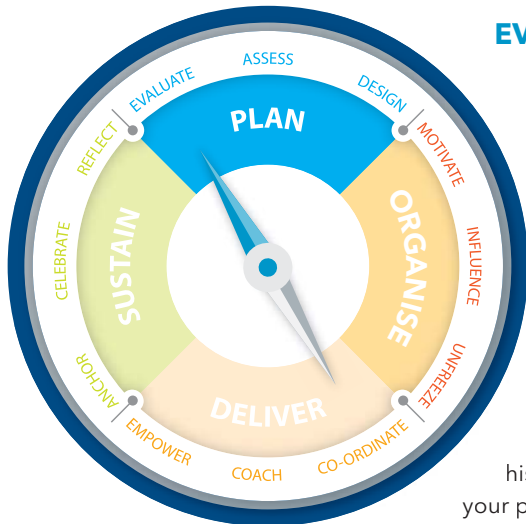 EV
EVALUATE
ASSESS
DESIGN
PLAN
MOTIVATE
INFLUENCE
UNFREEZE
ORGANISE
CO-ORDINATE
COACH
EMPOWER
DELIVER
ANCHOR
CELEBRATE
REFLECT
SUSTAIN
his
your p